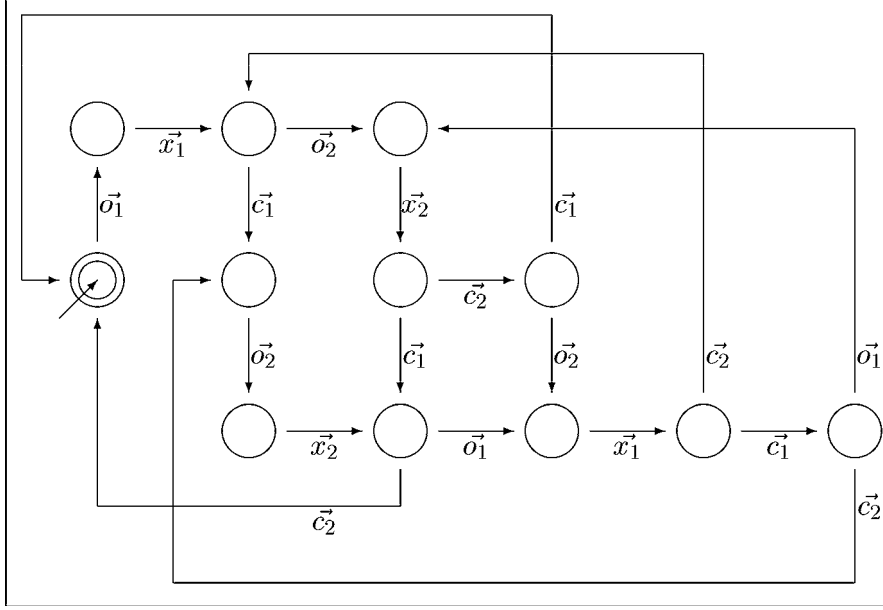 x⃗₁ o⃗₂
o⃗₁ c⃗₁ x⃗₂ c⃗₁
c⃗₂
o⃗₂ c⃗₁ o⃗₂ c⃗₂ o⃗₁
x⃗₂ o⃗₁ x⃗₁ c⃗₁
c⃗₂ c⃗₂